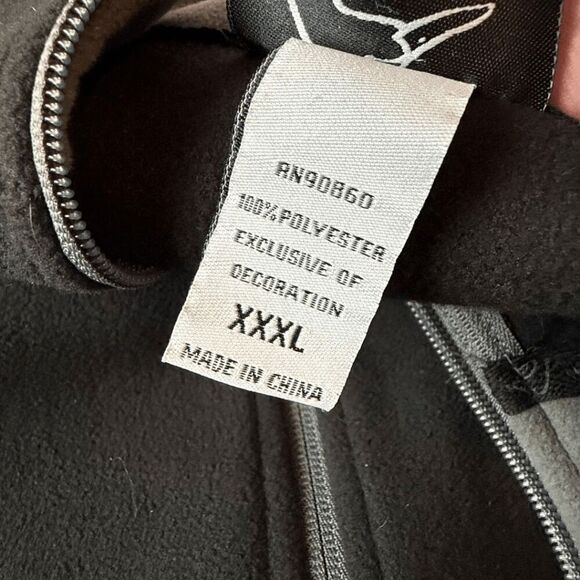 RN90860
100% POLYESTER
EXCLUSIVE OF
DECORATION
XXXL
MADE IN CHINA